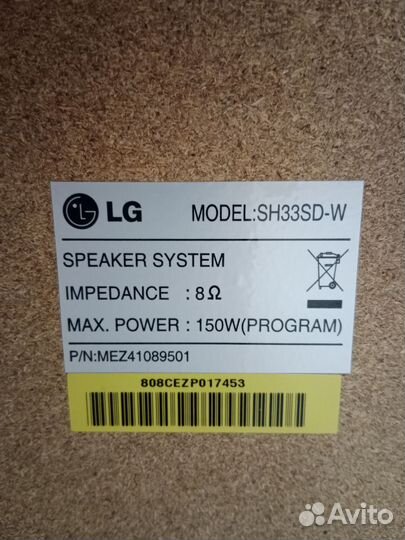 LG MODEL:SH33SD-W
SPEAKER SYSTEM
IMPEDANCE : 8Ω
MAX. POWER : 150W(PROGRAM)
P/N:MEZ41089501
808CEZP017453
Avito